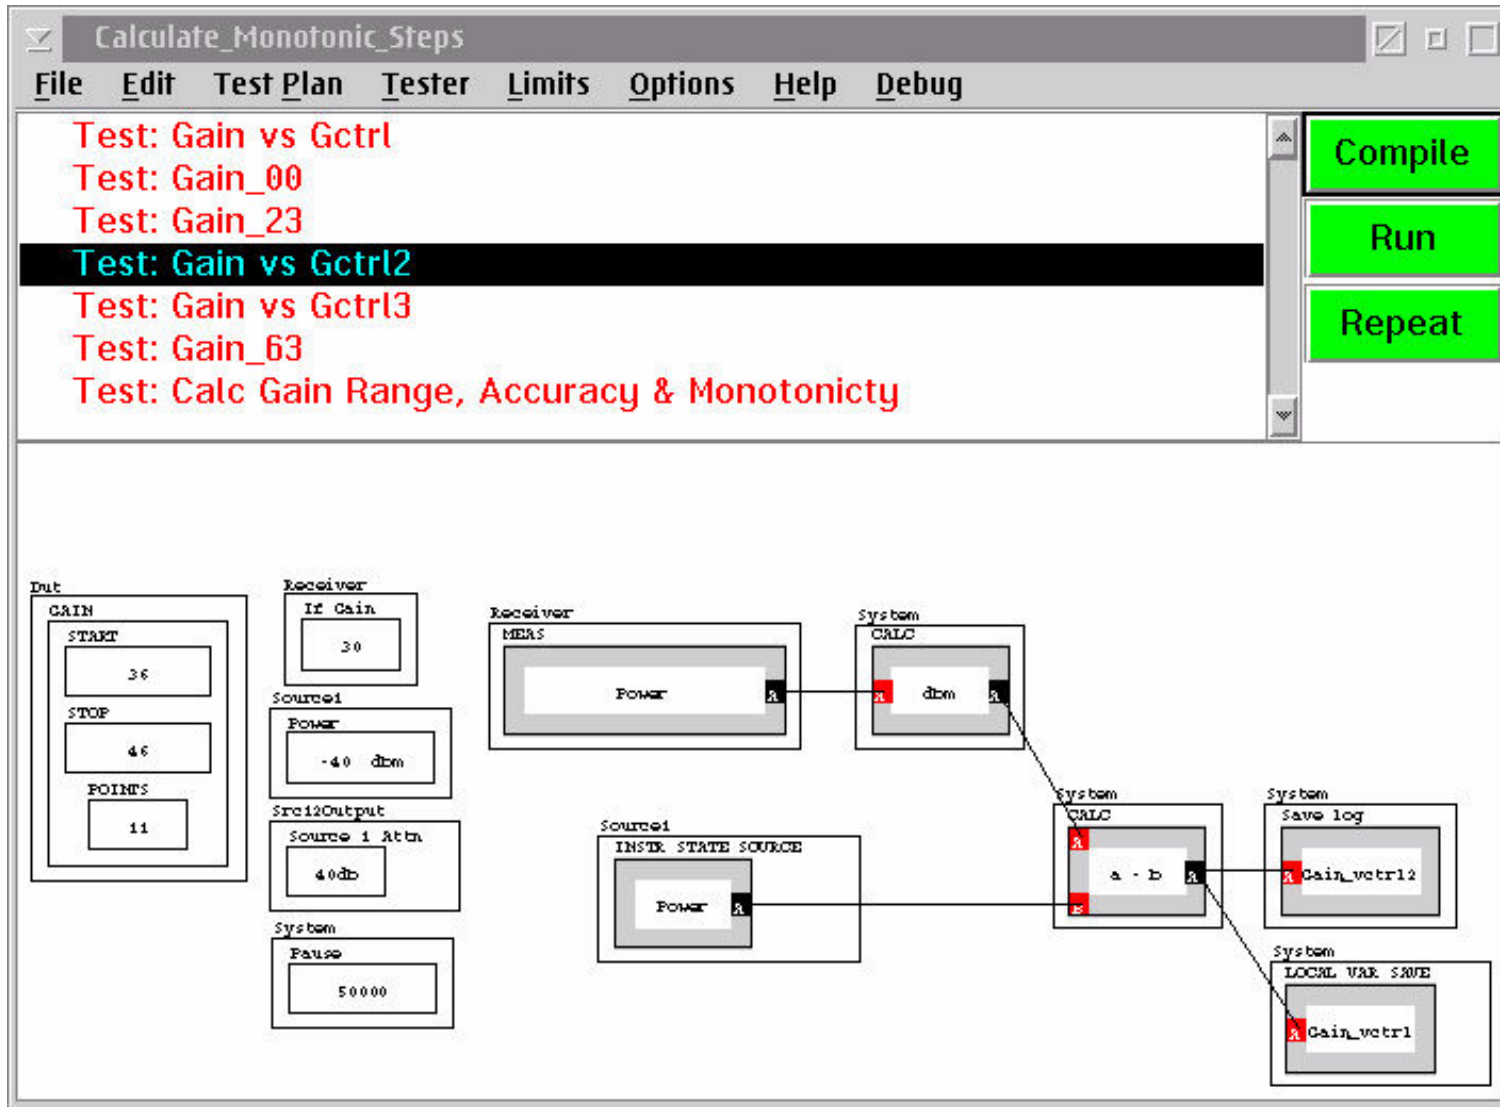 Calculate_Monotonic_Steps
File Edit Test Plan Tester Limits Options Help Debug
Test: Gain vs Gctrl
Test: Gain_00
Test: Gain_23
Test: Gain vs Gctrl2
Test: Gain vs Gctrl3
Test: Gain_63
Test: Calc Gain Range, Accuracy & Monotonicty
Compile
Run
Repeat
Dut
GAIN
START
36
STOP
46
POINTS
11
Receiver
If Gain
30
Source1
Power
-40 dbm
Src12Output
Source 1 Attn
40db
System
Pause
50000
Receiver
MEAS
Power A
System
CALC
A dbm A
Source1
INSTR STATE SOURCE
Power A
System
CALC
A
a - b A
B
System
Save log
A Gain_vctrl2
System
LOCAL VAR SAVE
A Gain_vctrl